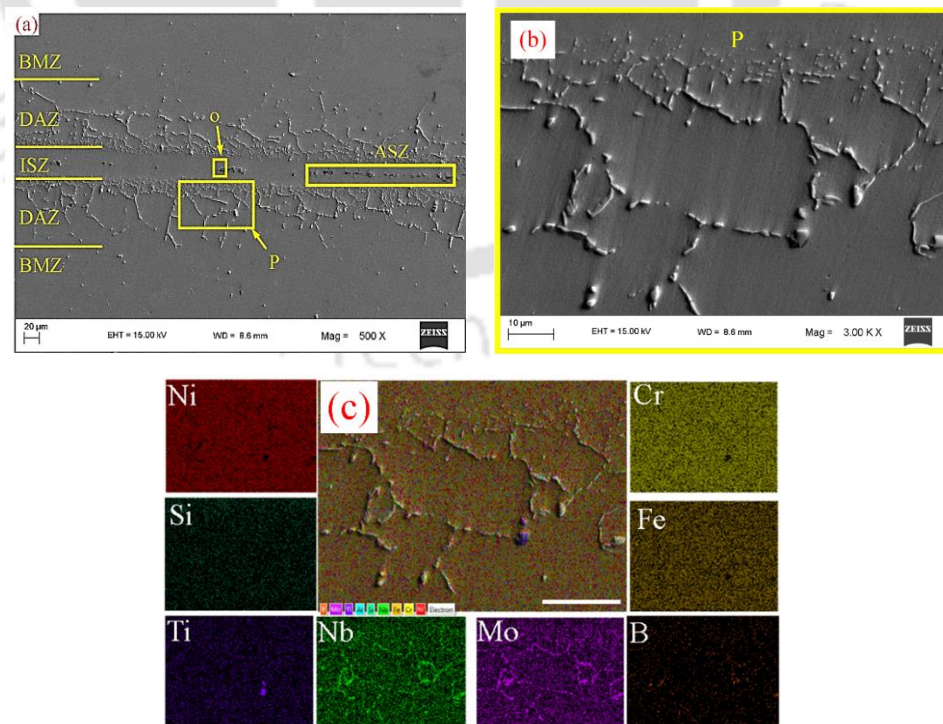 (a)
BMZ
DAZ
O
ASZ
ISZ
DAZ
P
BMZ
20 µm
EHT = 15.00 kV
WD = 8.6 mm
Mag = 500 X
ZEISS
(b)
P
10 µm
EHT = 15.00 kV
WD = 8.6 mm
Mag = 3.00 K X
ZEISS
Ni
(c)
Cr
Si
Fe
Electron
Ti
Nb
Mo
B